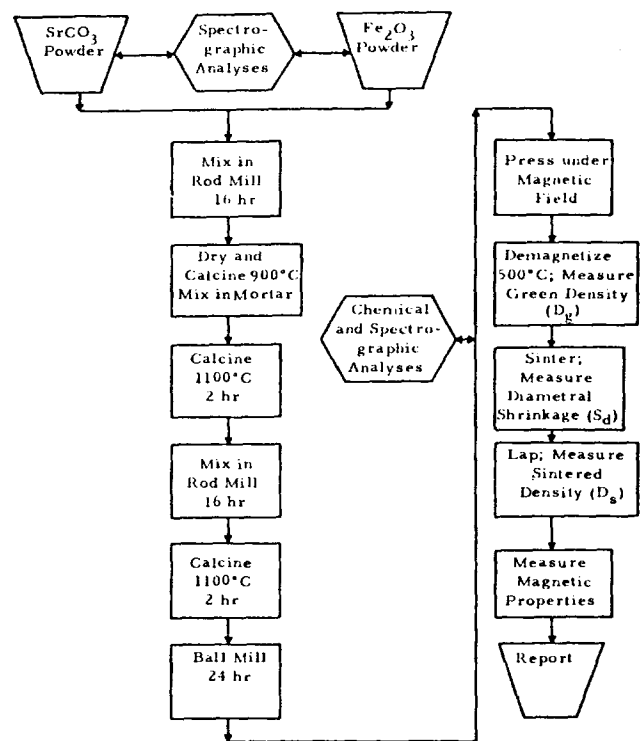 SrCO3
Powder
Spectro-
graphic
Analyses
Fe2O3
Powder
Mix in
Rod Mill
16 hr
Dry and
Calcine 900°C
Mix in Mortar
Calcine
1100°C
2 hr
Mix in
Rod Mill
16 hr
Calcine
1100°C
2 hr
Ball Mill
24 hr
Chemical
and Spectro-
graphic
Analyses
Press under
Magnetic
Field
Demagnetize
500°C; Measure
Green Density
(Dg)
Sinter;
Measure
Diametral
Shrinkage (Sd)
Lap; Measure
Sintered
Density (Ds)
Measure
Magnetic
Properties
Report